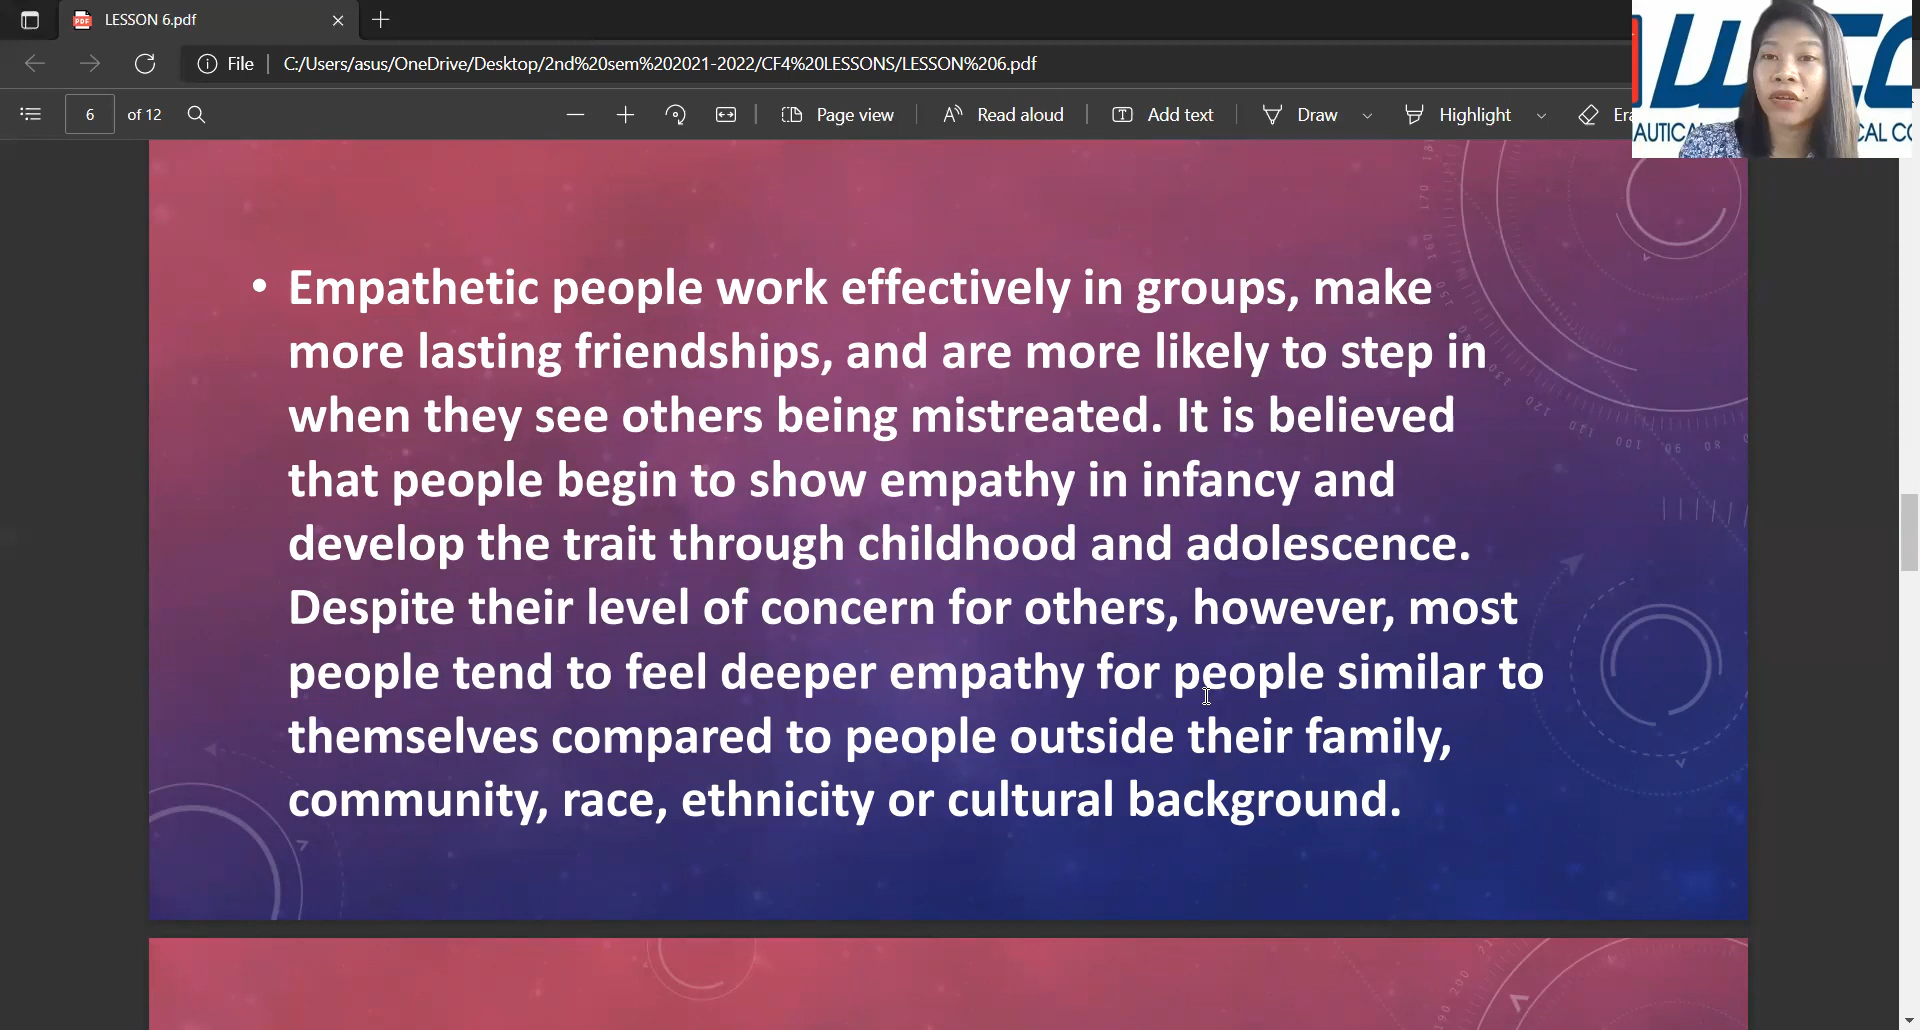 LESSON 6.pdf
File
C:/Users/asus/OneDrive/Desktop/2nd%20sem%202021-2022/CF4%20LESSONS/LESSON%206.pdf
6 of 12
Page view
Read aloud
Add text
Draw
Highlight
• Empathetic people work effectively in groups, make
more lasting friendships, and are more likely to step in
when they see others being mistreated. It is believed
that people begin to show empathy in infancy and
develop the trait through childhood and adolescence.
Despite their level of concern for others, however, most
people tend to feel deeper empathy for people similar to
themselves compared to people outside their family,
community, race, ethnicity or cultural background.